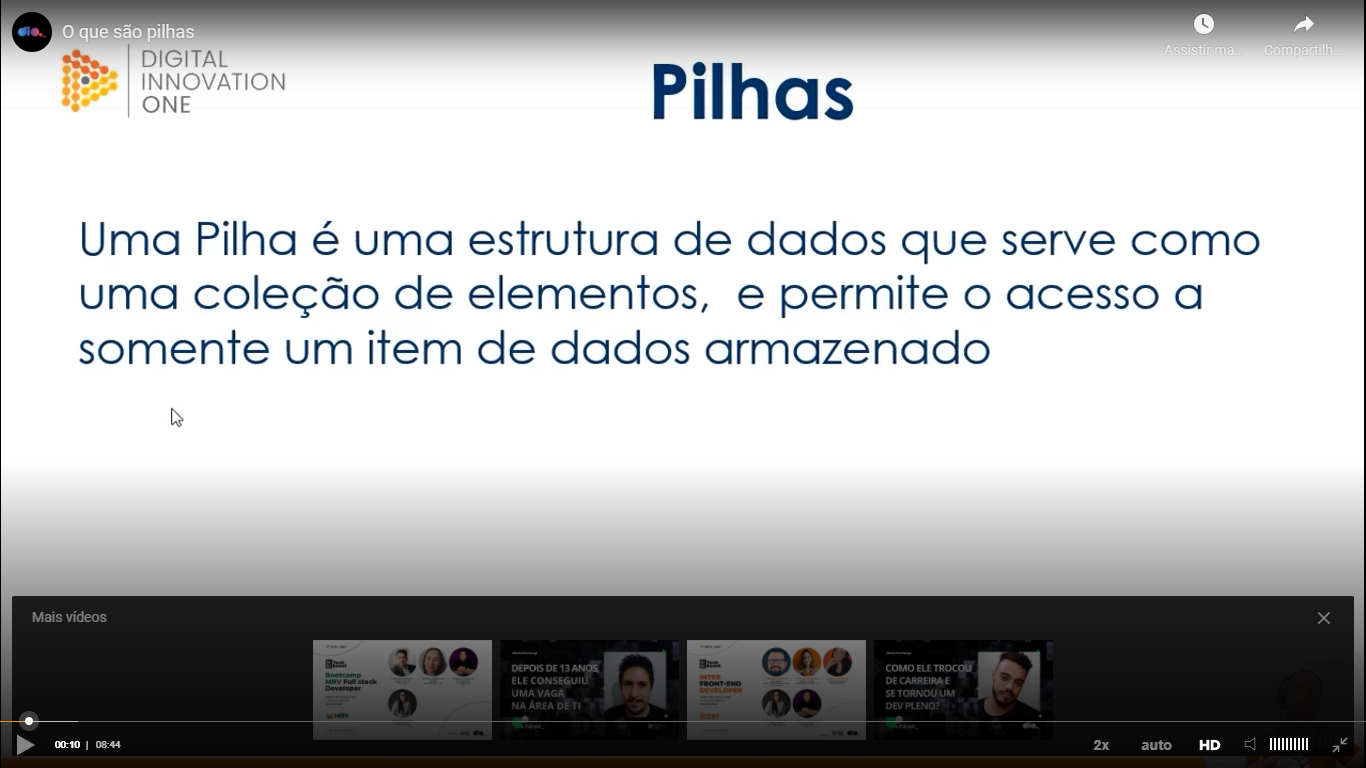 O que são pilhas
Assistir ma...
Compartilh...
DIGITAL
INNOVATION
ONE
Pilhas
Uma Pilha é uma estrutura de dados que serve como
uma coleção de elementos, e permite o acesso a
somente um item de dados armazenado
Mais vídeos
Bootcamp
MRV Full stack
Developer
MRV
DEPOIS DE 13 ANOS,
ELE CONSEGUIU
UMA VAGA
NA ÁREA DE TI
INTER
FRONT-END
DEVELOPER
inter
COMO ELE TROCOU
DE CARREIRA E
SE TORNOU UM
DEV PLENO?
00:10 | 08:44
2x
auto
HD